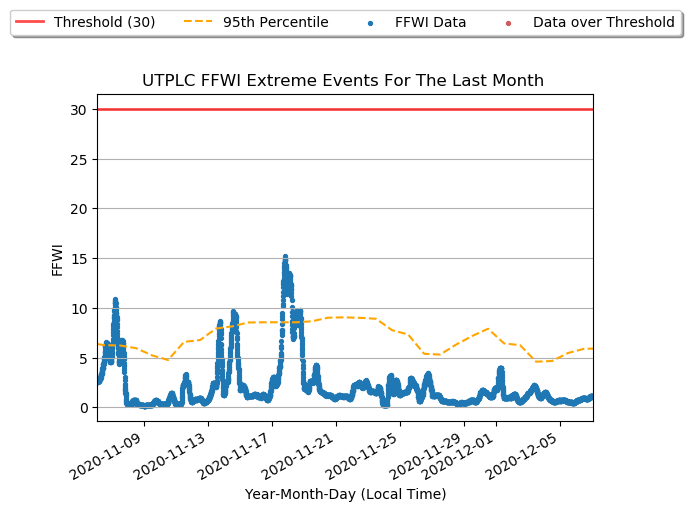 Threshold (30) 95th Percentile FFWI Data Data over Threshold
UTPLC FFWI Extreme Events For The Last Month
30
25
20
15
10
5
0
FFWI
2020-11-09 2020-11-13 2020-11-17 2020-11-21 2020-11-25 2020-11-29 2020-12-01 2020-12-05
Year-Month-Day (Local Time)